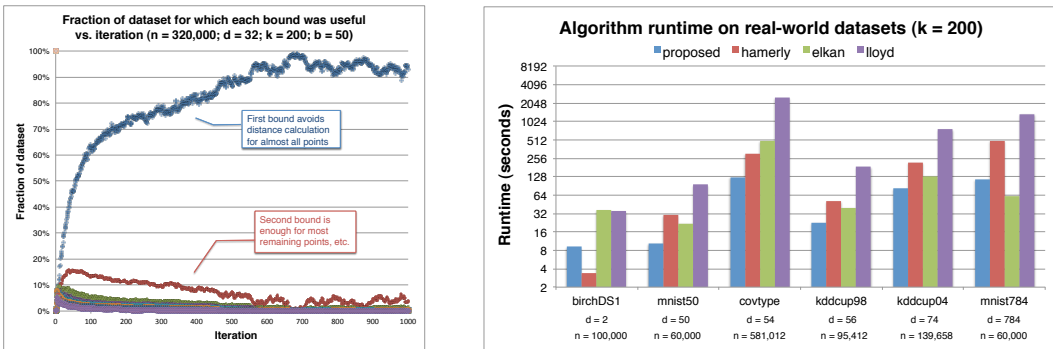 Fraction of dataset for which each bound was useful
vs. iteration (n = 320,000; d = 32; k = 200; b = 50)
Fraction of dataset
100%
90%
80%
70%
60%
50%
40%
30%
20%
10%
0%
First bound avoids
distance calculation
for almost all points
Second bound is
enough for most
remaining points, etc.
0 100 200 300 400 500 600 700 800 900 1000
Iteration
Algorithm runtime on real-world datasets (k = 200)
proposed hamerly elkan lloyd
Runtime (seconds)
8192
4096
2048
1024
512
256
128
64
32
16
8
4
2
birchDS1 mnist50 covtype kddcup98 kddcup04 mnist784
d = 2 d = 50 d = 54 d = 56 d = 74 d = 784
n = 100,000 n = 60,000 n = 581,012 n = 95,412 n = 139,658 n = 60,000